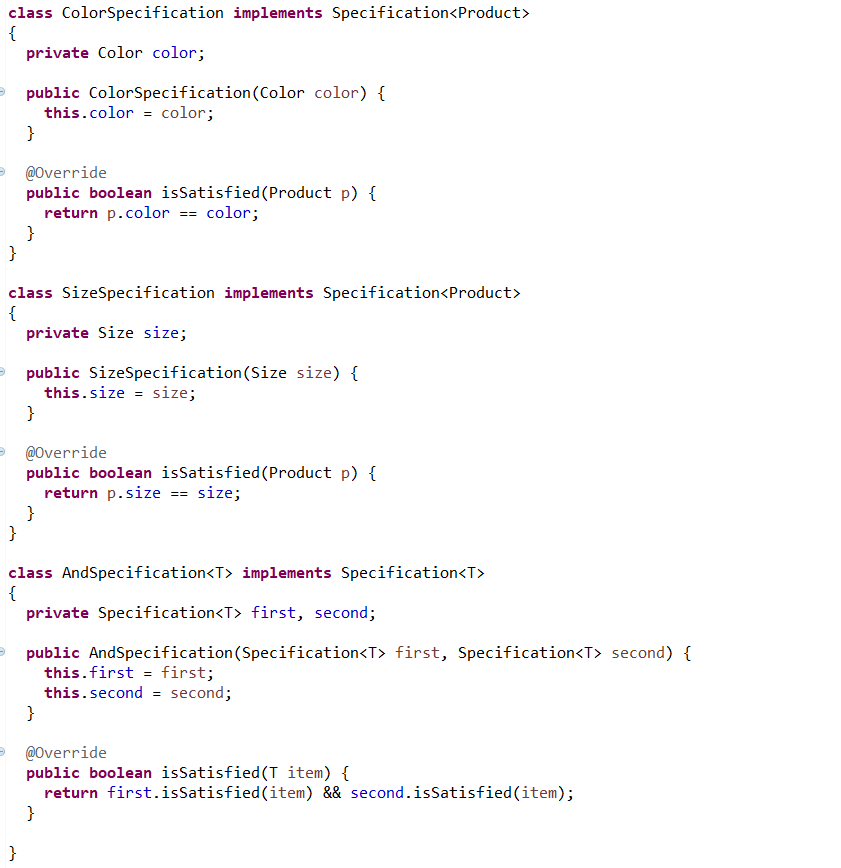 class ColorSpecification implements Specification<Product>
{
  private Color color;

  public ColorSpecification(Color color) {
    this.color = color;
  }

  @Override
  public boolean isSatisfied(Product p) {
    return p.color == color;
  }
}

class SizeSpecification implements Specification<Product>
{
  private Size size;

  public SizeSpecification(Size size) {
    this.size = size;
  }

  @Override
  public boolean isSatisfied(Product p) {
    return p.size == size;
  }
}

class AndSpecification<T> implements Specification<T>
{
  private Specification<T> first, second;

  public AndSpecification(Specification<T> first, Specification<T> second) {
    this.first = first;
    this.second = second;
  }

  @Override
  public boolean isSatisfied(T item) {
    return first.isSatisfied(item) && second.isSatisfied(item);
  }

}